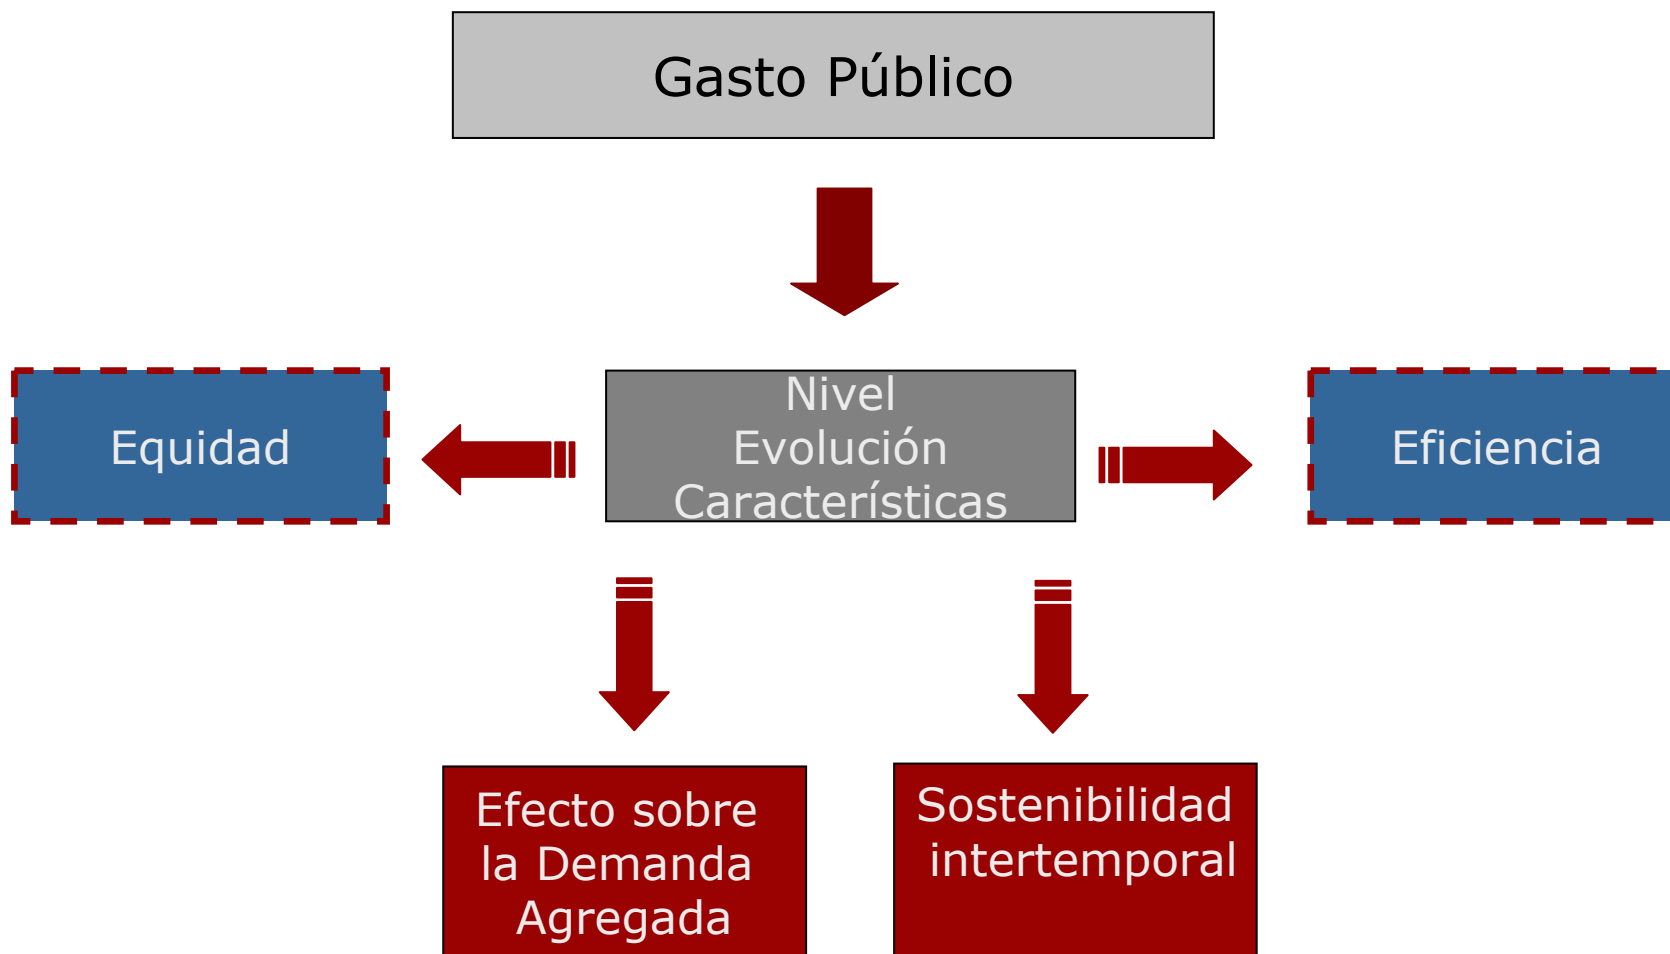 Gasto Público
Equidad
Nivel
Evolución
Características
Eficiencia
Efecto sobre
la Demanda
Agregada
Sostenibilidad
intertemporal